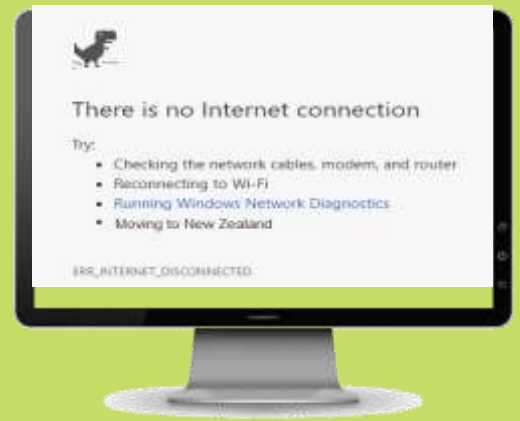 There is no Internet connection
Try:
• Checking the network cables, modem, and router
• Reconnecting to Wi-Fi
• Running Windows Network Diagnostics
• Moving to New Zealand
ERR_INTERNET_DISCONNECTED